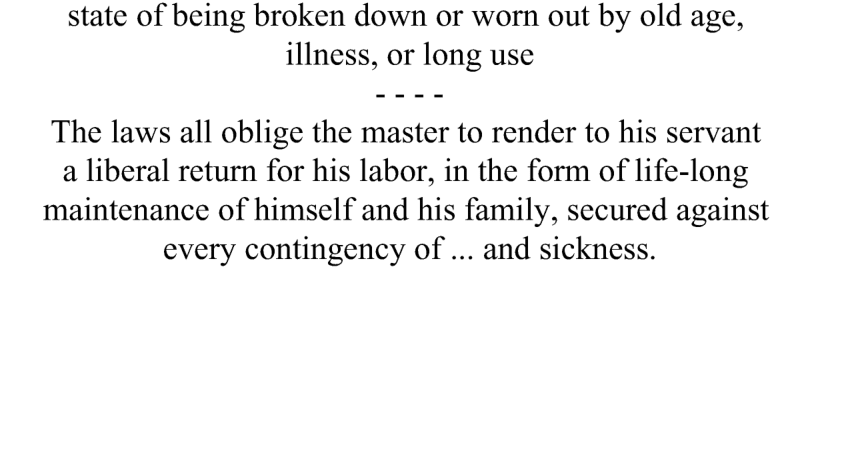 state of being broken down or worn out by old age,
illness, or long use
- - - -
The laws all oblige the master to render to his servant
a liberal return for his labor, in the form of life-long
maintenance of himself and his family, secured against
every contingency of ... and sickness.